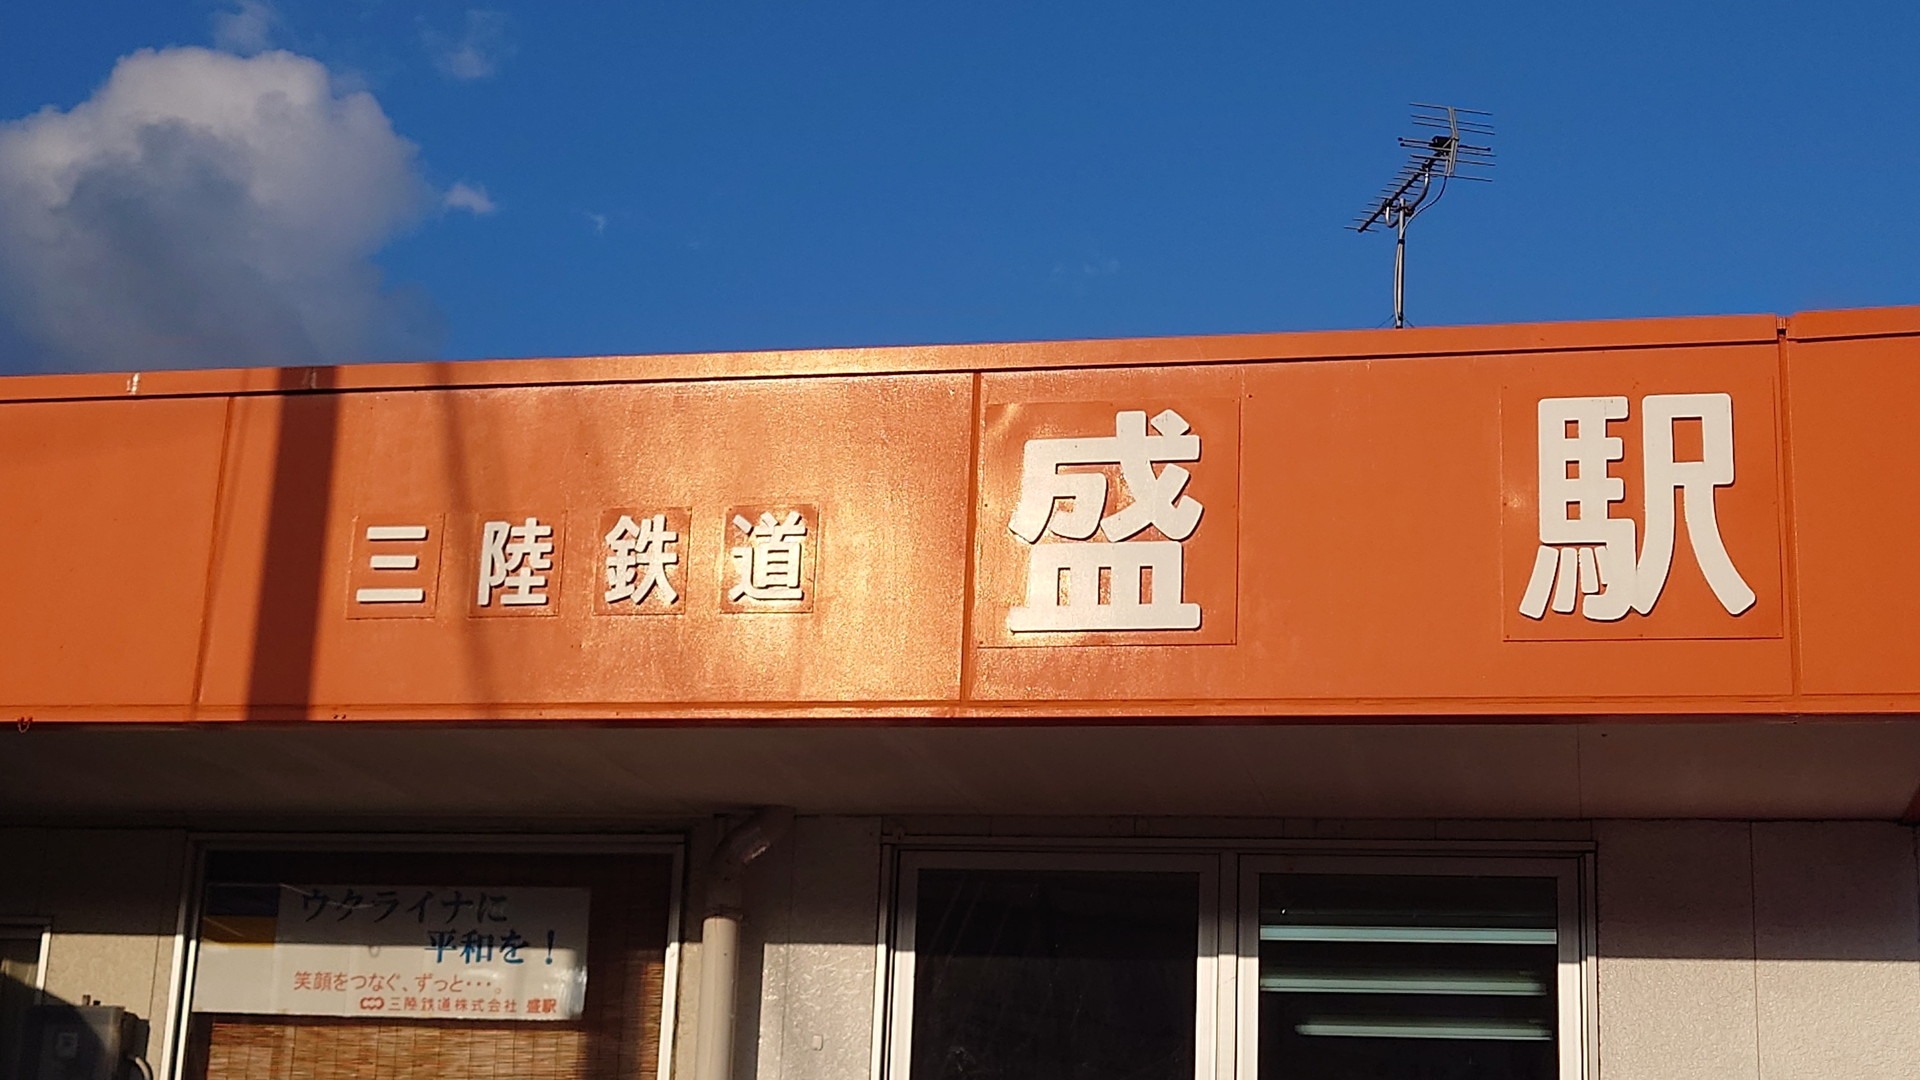 三陸鉄道 盛駅
ウクライナに
平和を！
笑顔をつなぐ、ずっと･･･。
三陸鉄道株式会社 盛駅